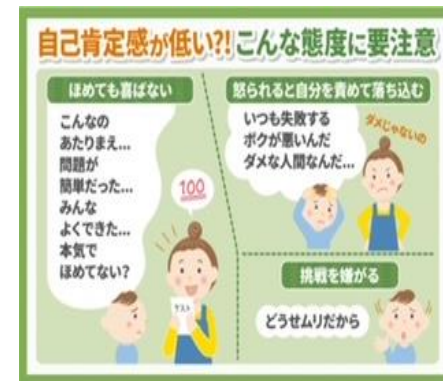 自己肯定感が低い?!こんな態度に要注意
ほめても喜ばない
こんなの
あたりまえ…
問題が
簡単だった…
みんな
よくできた…
本気で
ほめてない?
100
テスト
怒られると自分を責めて落ち込む
いつも失敗する
ボクが悪いんだ
ダメな人間なんだ…
ダメじゃないの
挑戦を嫌がる
どうせムリだから